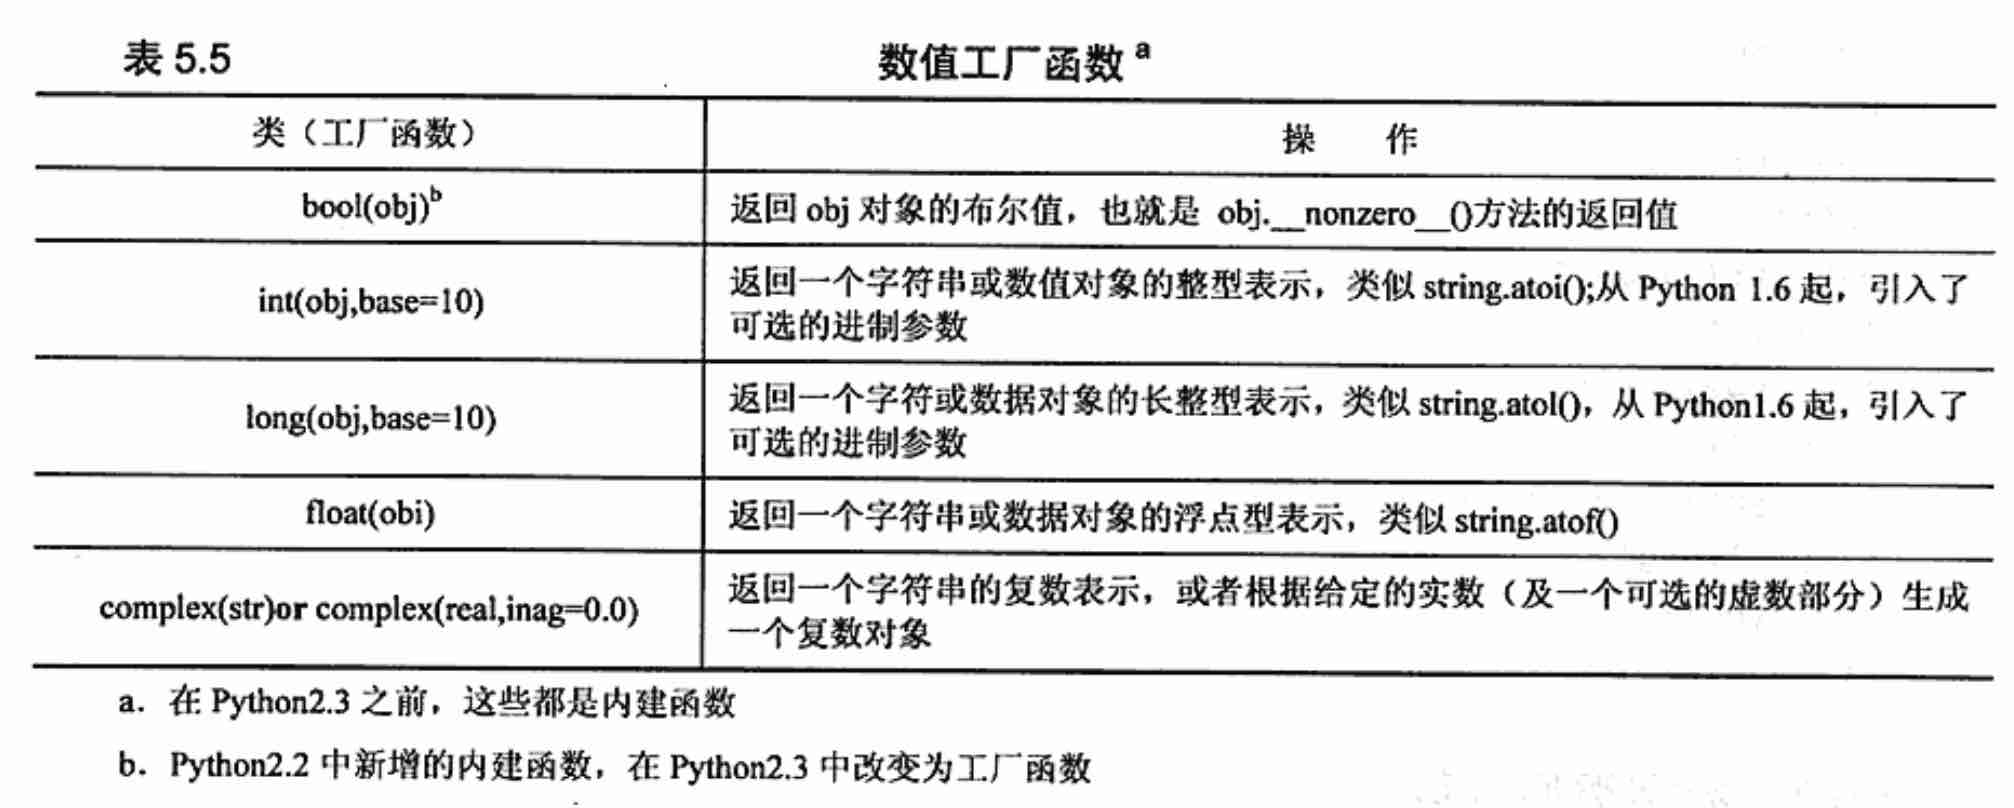 表 5.5 数值工厂函数 a
类（工厂函数） 操 作
bool(obj)b 返回 obj 对象的布尔值，也就是 obj.__nonzero__()方法的返回值
int(obj,base=10) 返回一个字符串或数值对象的整型表示，类似 string.atoi();从 Python 1.6 起，引入了
可选的进制参数
long(obj,base=10) 返回一个字符或数据对象的长整型表示，类似 string.atol()，从 Python1.6 起，引入了
可选的进制参数
float(obi) 返回一个字符串或数据对象的浮点型表示，类似 string.atof()
complex(str)or complex(real,inag=0.0) 返回一个字符串的复数表示，或者根据给定的实数（及一个可选的虚数部分）生成
一个复数对象
a. 在 Python2.3 之前，这些都是内建函数
b. Python2.2 中新增的内建函数，在 Python2.3 中改变为工厂函数